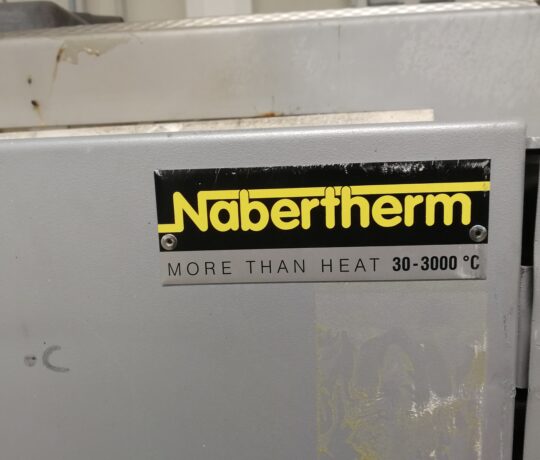 Nabertherm
MORE THAN HEAT 30-3000 °C
°C